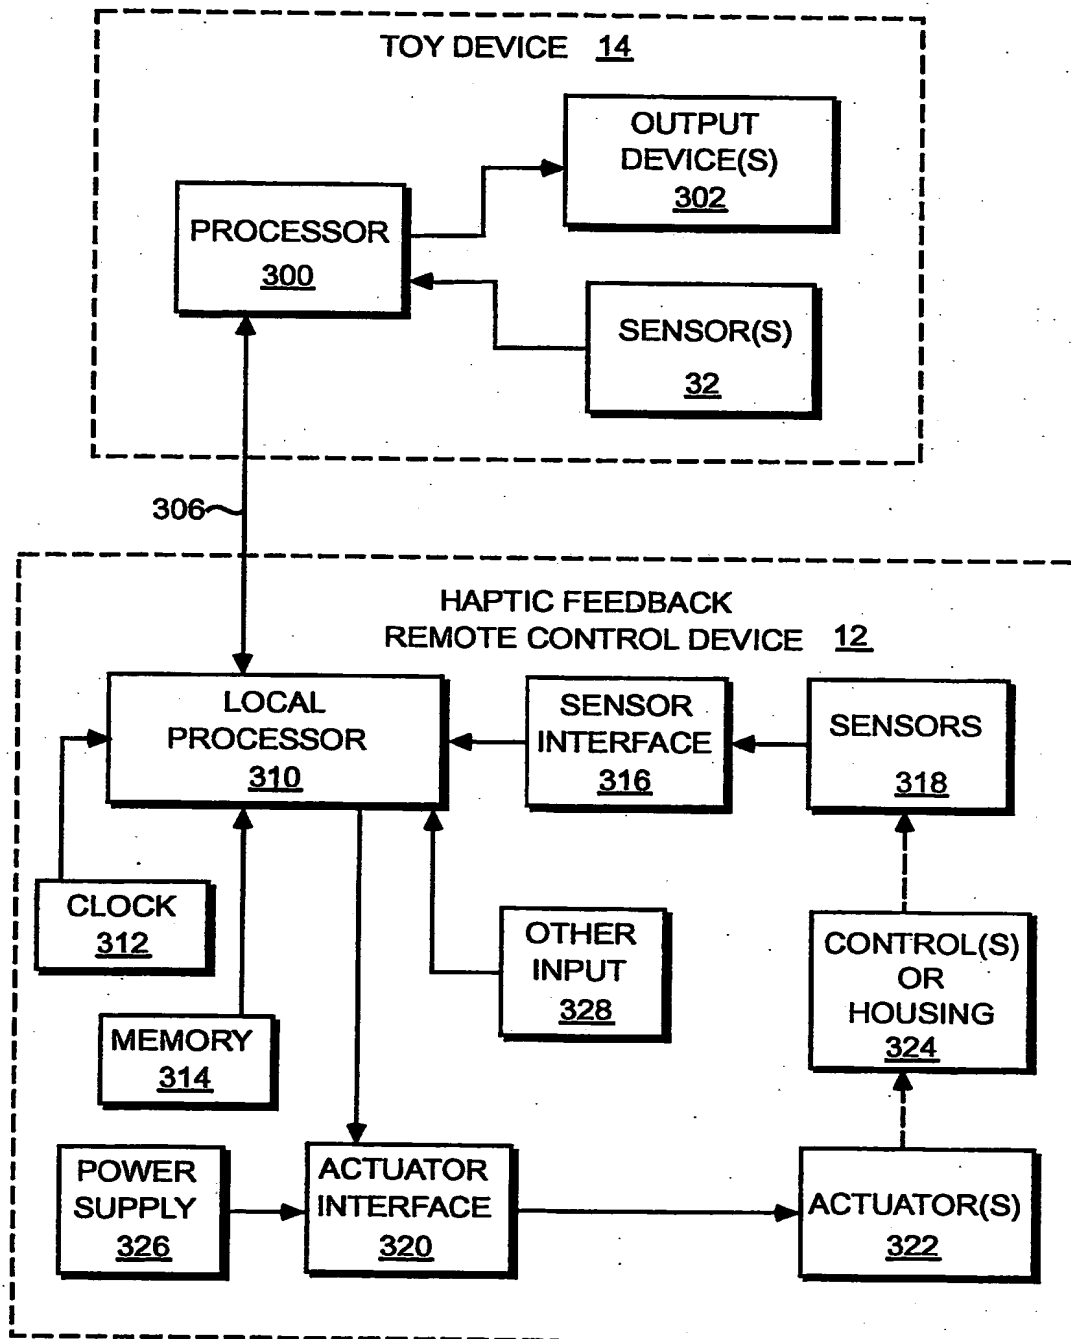 TOY DEVICE 14
OUTPUT
DEVICE(S)
302
PROCESSOR
300
SENSOR(S)
32
306
HAPTIC FEEDBACK
REMOTE CONTROL DEVICE 12
LOCAL
PROCESSOR
310
SENSOR
INTERFACE
316
SENSORS
318
CLOCK
312
OTHER
INPUT
328
CONTROL(S)
OR
HOUSING
324
MEMORY
314
POWER
SUPPLY
326
ACTUATOR
INTERFACE
320
ACTUATOR(S)
322